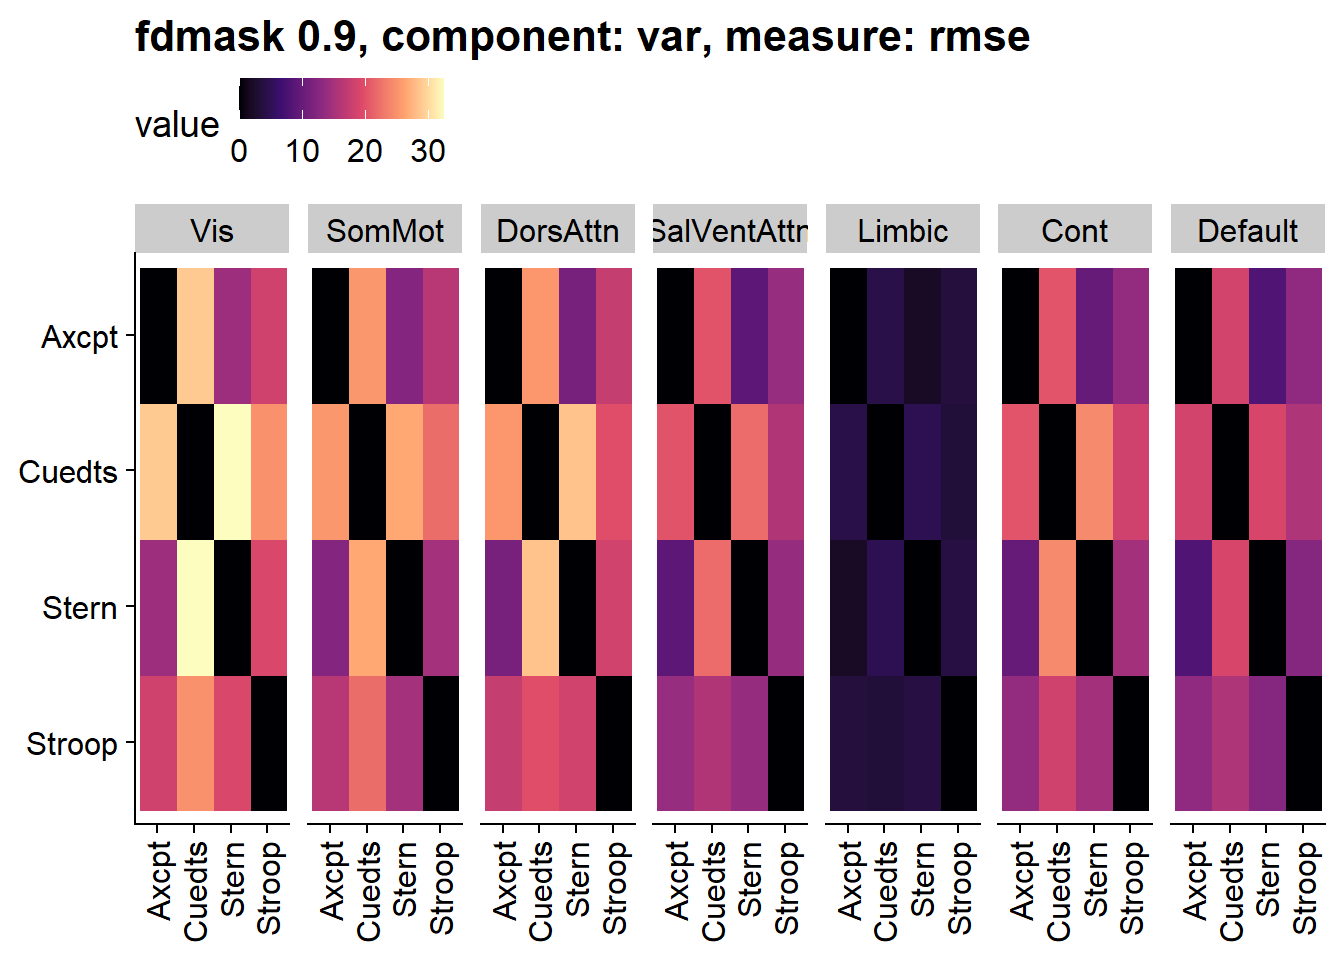 fdmask 0.9, component: var, measure: rmse
value
0 10 20 30
Vis SomMot DorsAttn SalVentAttn Limbic Cont Default
Axcpt
Cuedts
Stern
Stroop
Axcpt Cuedts Stern Stroop Axcpt Cuedts Stern Stroop Axcpt Cuedts Stern Stroop Axcpt Cuedts Stern Stroop Axcpt Cuedts Stern Stroop Axcpt Cuedts Stern Stroop Axcpt Cuedts Stern Stroop